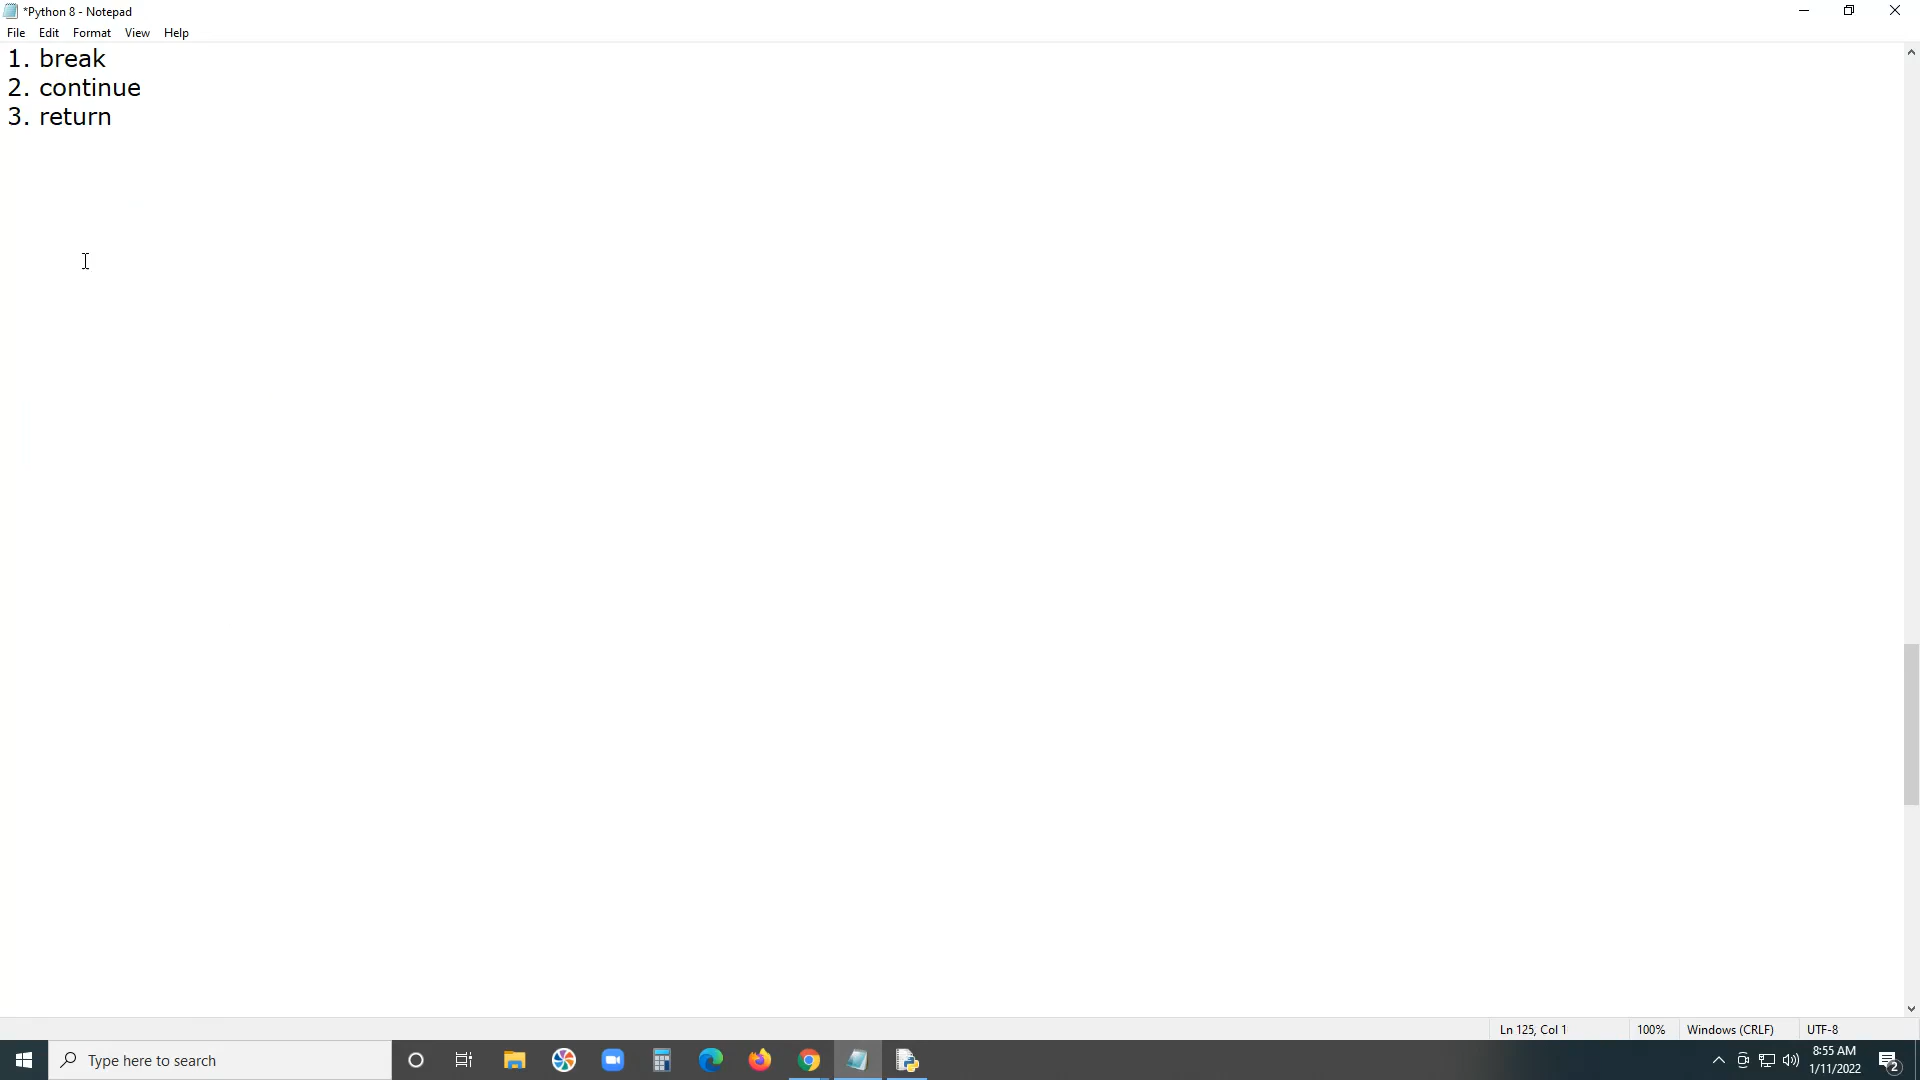 *Python 8 - Notepad
File Edit Format View Help
1. break
2. continue
3. return
Ln 125, Col 1 100% Windows (CRLF) UTF-8
Type here to search
8:55 AM
1/11/2022
2